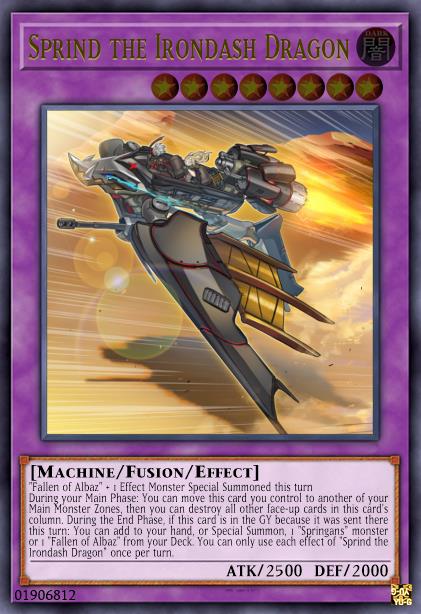 SPRIND THE IRONDASH DRAGON
DARK
闇
[MACHINE/FUSION/EFFECT]
"Fallen of Albaz" + 1 Effect Monster Special Summoned this turn
During your Main Phase: You can move this card you control to another of your
Main Monster Zones, then you can destroy all other face-up cards in this card's
column. During the End Phase, if this card is in the GY because it was sent there
this turn: You can add to your hand, or Special Summon, 1 "Springans" monster
or 1 "Fallen of Albaz" from your Deck. You can only use each effect of "Sprind the
Irondash Dragon" once per turn.
ATK/2500 DEF/2000
01906812